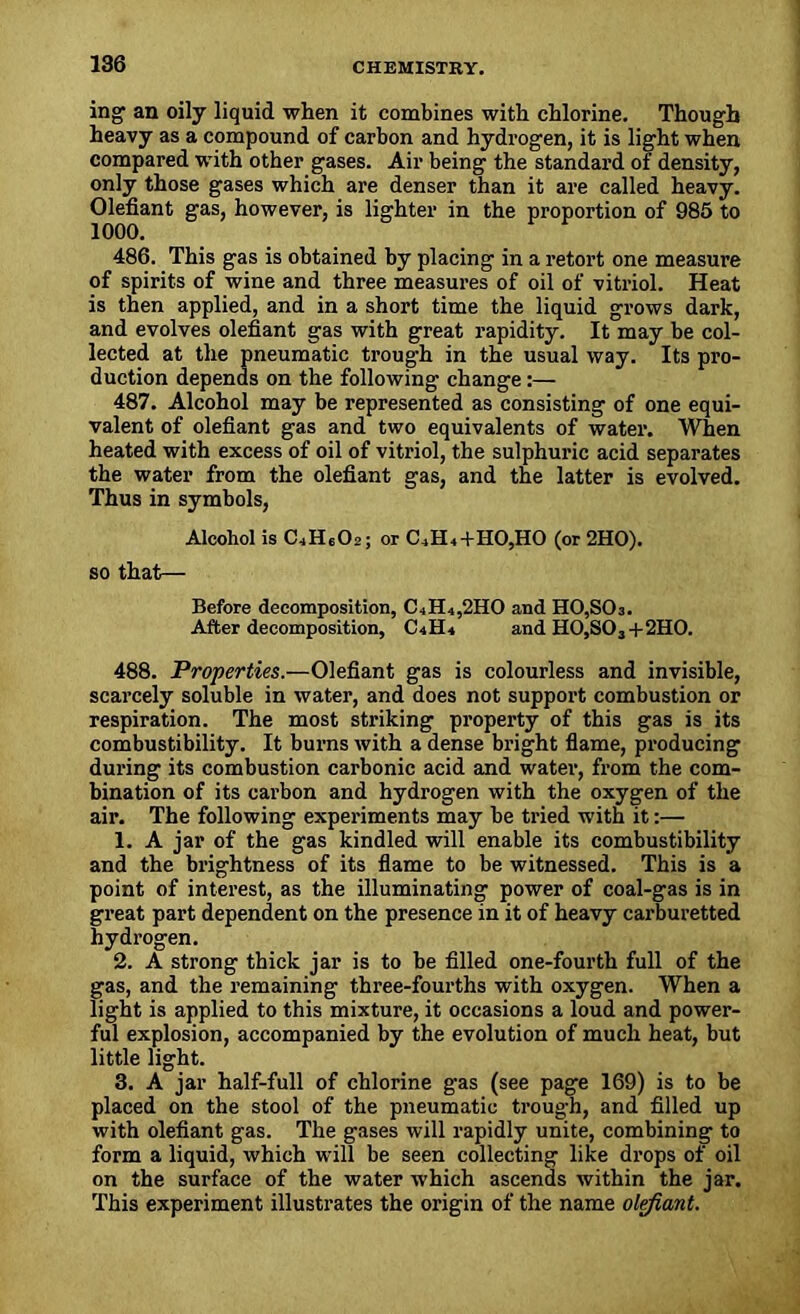 136
CHEMISTRY.
ing an oily liquid when it combines with chlorine. Though
heavy as a compound of carbon and hydrogen, it is light when
compared with other gases. Air being the standard of density,
only those gases which are denser than it are called heavy.
Olefiant gas, however, is lighter in the proportion of 985 to
1000.
486. This gas is obtained by placing in a retort one measure
of spirits of wine and three measures of oil of vitriol. Heat
is then applied, and in a short time the liquid grows dark,
and evolves olefiant gas with great rapidity. It may be col-
lected at the pneumatic trough in the usual way. Its pro-
duction depends on the following change:—
487. Alcohol may be represented as consisting of one equi-
valent of olefiant gas and two equivalents of water. When
heated with excess of oil of vitriol, the sulphuric acid separates
the water from the olefiant gas, and the latter is evolved.
Thus in symbols,
Alcohol is C₄H₆O₂; or C₄H₄+HO,HO (or 2HO).
so that—
Before decomposition, C₄H₄,2HO and HO,SO₃.
After decomposition, C₄H₄ and HO,SO₃+2HO.
488. Properties.—Olefiant gas is colourless and invisible,
scarcely soluble in water, and does not support combustion or
respiration. The most striking property of this gas is its
combustibility. It burns with a dense bright flame, producing
during its combustion carbonic acid and water, from the com-
bination of its carbon and hydrogen with the oxygen of the
air. The following experiments may be tried with it:—
1. A jar of the gas kindled will enable its combustibility
and the brightness of its flame to be witnessed. This is a
point of interest, as the illuminating power of coal-gas is in
great part dependent on the presence in it of heavy carburetted
hydrogen.
2. A strong thick jar is to be filled one-fourth full of the
gas, and the remaining three-fourths with oxygen. When a
light is applied to this mixture, it occasions a loud and power-
ful explosion, accompanied by the evolution of much heat, but
little light.
3. A jar half-full of chlorine gas (see page 169) is to be
placed on the stool of the pneumatic trough, and filled up
with olefiant gas. The gases will rapidly unite, combining to
form a liquid, which will be seen collecting like drops of oil
on the surface of the water which ascends within the jar.
This experiment illustrates the origin of the name olefiant.